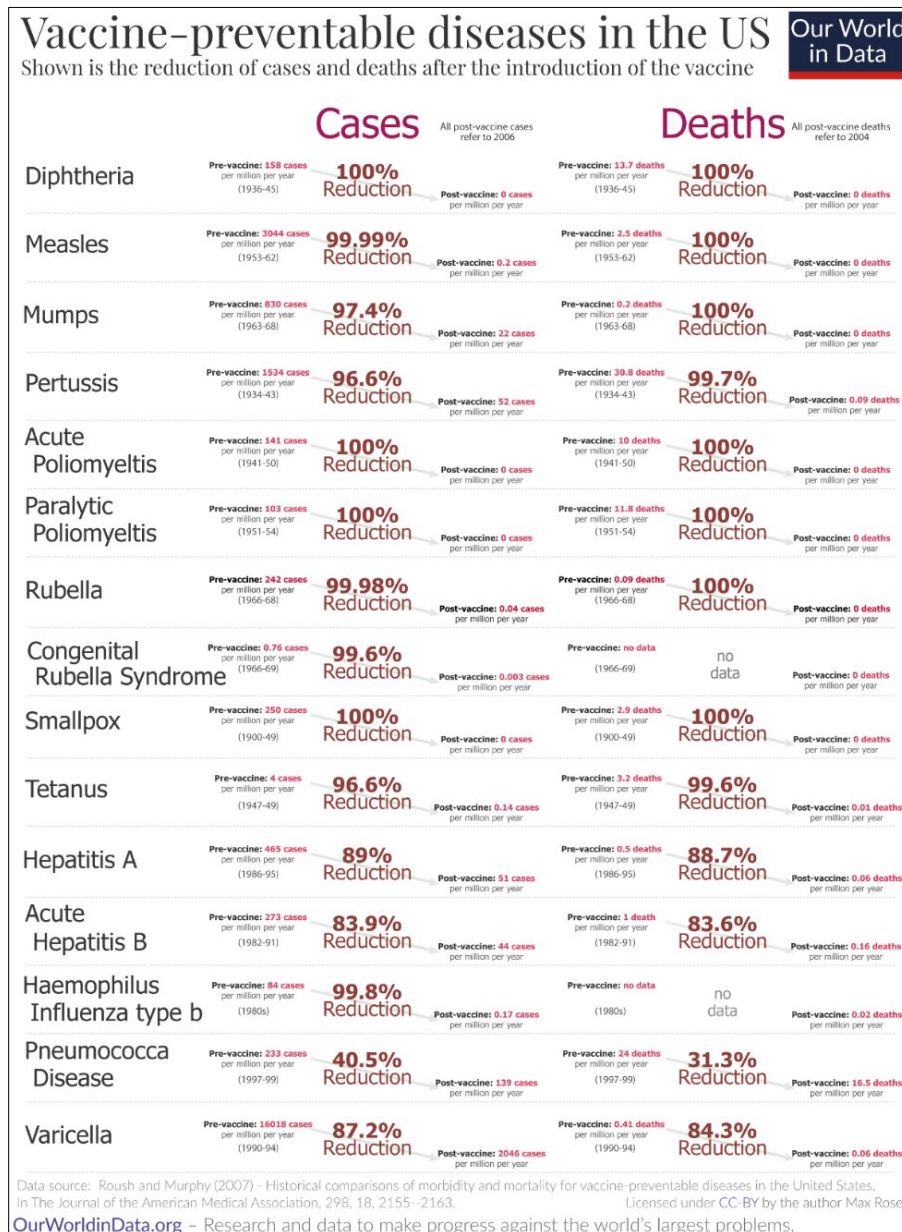 Vaccine-preventable diseases in the US
Our World
in Data
Shown is the reduction of cases and deaths after the introduction of the vaccine
Cases
All post-vaccine cases
refer to 2006
Deaths
All post-vaccine deaths
refer to 2004
Diphtheria
Pre-vaccine: 158 cases
per million per year
(1936-45)
100%
Reduction
Post-vaccine: 0 cases
per million per year
Pre-vaccine: 13.7 deaths
per million per year
(1936-45)
100%
Reduction
Post-vaccine: 0 deaths
per million per year
Measles
Pre-vaccine: 3044 cases
per million per year
(1953-62)
99.99%
Reduction
Post-vaccine: 0.2 cases
per million per year
Pre-vaccine: 2.5 deaths
per million per year
(1953-62)
100%
Reduction
Post-vaccine: 0 deaths
per million per year
Mumps
Pre-vaccine: 830 cases
per million per year
(1963-68)
97.4%
Reduction
Post-vaccine: 22 cases
per million per year
Pre-vaccine: 0.2 deaths
per million per year
(1963-68)
100%
Reduction
Post-vaccine: 0 deaths
per million per year
Pertussis
Pre-vaccine: 1534 cases
per million per year
(1934-43)
96.6%
Reduction
Post-vaccine: 52 cases
per million per year
Pre-vaccine: 30.8 deaths
per million per year
(1934-43)
99.7%
Reduction
Post-vaccine: 0.09 deaths
per million per year
Acute
Poliomyeltis
Pre-vaccine: 141 cases
per million per year
(1941-50)
100%
Reduction
Post-vaccine: 0 cases
per million per year
Pre-vaccine: 10 deaths
per million per year
(1941-50)
100%
Reduction
Post-vaccine: 0 deaths
per million per year
Paralytic
Poliomyeltis
Pre-vaccine: 103 cases
per million per year
(1951-54)
100%
Reduction
Post-vaccine: 0 cases
per million per year
Pre-vaccine: 11.8 deaths
per million per year
(1951-54)
100%
Reduction
Post-vaccine: 0 deaths
per million per year
Rubella
Pre-vaccine: 242 cases
per million per year
(1966-68)
99.98%
Reduction
Post-vaccine: 0.04 cases
per million per year
Pre-vaccine: 0.09 deaths
per million per year
(1966-68)
100%
Reduction
Post-vaccine: 0 deaths
per million per year
Congenital
Rubella Syndrome
Pre-vaccine: 0.76 cases
per million per year
(1966-69)
99.6%
Reduction
Post-vaccine: 0.003 cases
per million per year
Pre-vaccine: no data
(1966-69)
no
data
Post-vaccine: 0 deaths
per million per year
Smallpox
Pre-vaccine: 250 cases
per million per year
(1900-49)
100%
Reduction
Post-vaccine: 0 cases
per million per year
Pre-vaccine: 2.9 deaths
per million per year
(1900-49)
100%
Reduction
Post-vaccine: 0 deaths
per million per year
Tetanus
Pre-vaccine: 4 cases
per million per year
(1947-49)
96.6%
Reduction
Post-vaccine: 0.14 cases
per million per year
Pre-vaccine: 3.2 deaths
per million per year
(1947-49)
99.6%
Reduction
Post-vaccine: 0.01 deaths
per million per year
Hepatitis A
Pre-vaccine: 465 cases
per million per year
(1986-95)
89%
Reduction
Post-vaccine: 51 cases
per million per year
Pre-vaccine: 0.5 deaths
per million per year
(1986-95)
88.7%
Reduction
Post-vaccine: 0.06 deaths
per million per year
Acute
Hepatitis B
Pre-vaccine: 273 cases
per million per year
(1982-91)
83.9%
Reduction
Post-vaccine: 44 cases
per million per year
Pre-vaccine: 1 death
per million per year
(1982-91)
83.6%
Reduction
Post-vaccine: 0.16 deaths
per million per year
Haemophilus
Influenza type b
Pre-vaccine: 84 cases
per million per year
(1980s)
99.8%
Reduction
Post-vaccine: 0.17 cases
per million per year
Pre-vaccine: no data
(1980s)
no
data
Post-vaccine: 0.02 deaths
per million per year
Pneumococca
Disease
Pre-vaccine: 233 cases
per million per year
(1997-99)
40.5%
Reduction
Post-vaccine: 139 cases
per million per year
Pre-vaccine: 24 deaths
per million per year
(1997-99)
31.3%
Reduction
Post-vaccine: 16.5 deaths
per million per year
Varicella
Pre-vaccine: 16018 cases
per million per year
(1990-94)
87.2%
Reduction
Post-vaccine: 2046 cases
per million per year
Pre-vaccine: 0.41 deaths
per million per year
(1990-94)
84.3%
Reduction
Post-vaccine: 0.06 deaths
per million per year
Data source: Roush and Murphy (2007) - Historical comparisons of morbidity and mortality for vaccine-preventable diseases in the United States.
In The Journal of the American Medical Association, 298, 18, 2155--2163.
Licensed under CC-BY by the author Max Rose
OurWorldinData.org – Research and data to make progress against the world's largest problems.